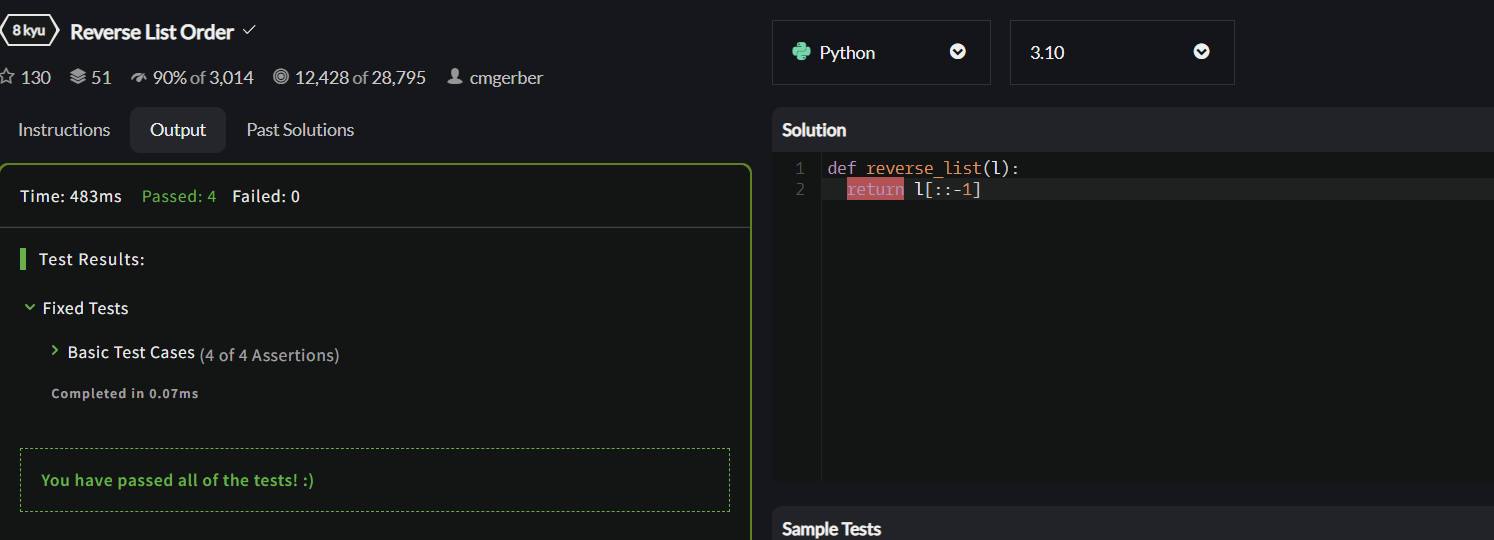 8 kyu Reverse List Order
130 51 90% of 3,014 12,428 of 28,795 cmgerber
Instructions Output Past Solutions
Time: 483ms Passed: 4 Failed: 0
Test Results:
Fixed Tests
Basic Test Cases (4 of 4 Assertions)
Completed in 0.07ms
You have passed all of the tests! :)
Python 3.10
Solution
1 def reverse_list(l):
2 return l[::-1]
Sample Tests